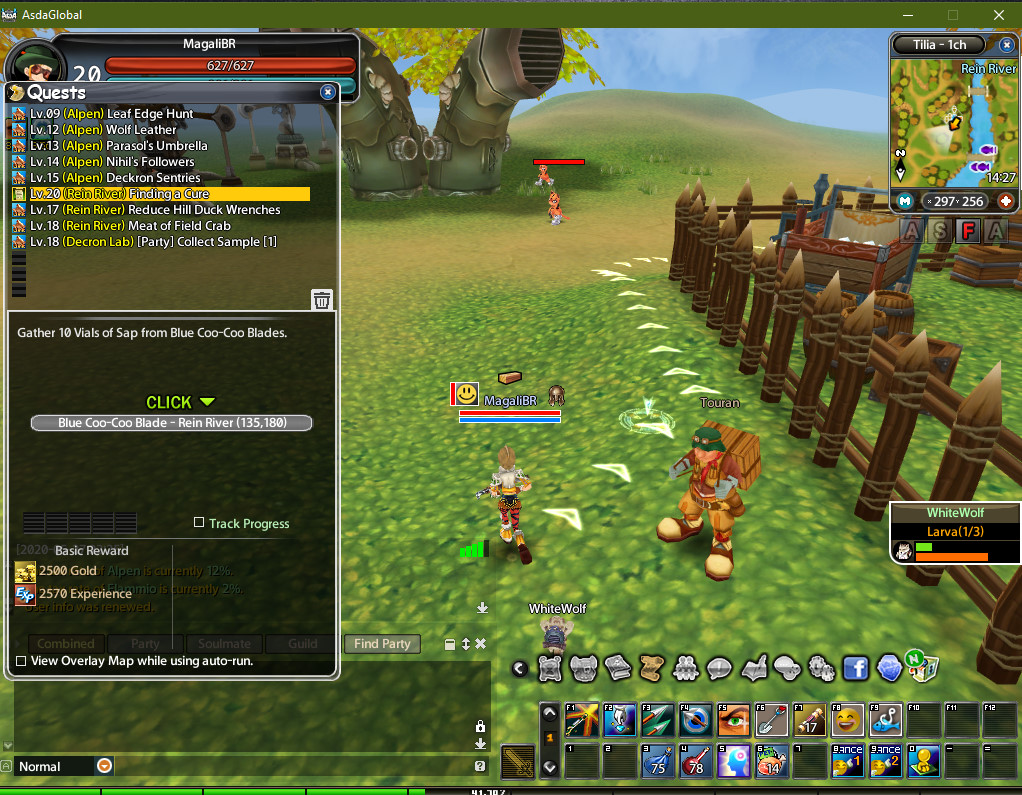 AsdaGlobal
MagaliBR
20
627/627
Quests
Lv.09 (Alpen) Leaf Edge Hunt
Lv.12 (Alpen) Wolf Leather
Lv.13 (Alpen) Parasol's Umbrella
Lv.14 (Alpen) Nihil's Followers
Lv.15 (Alpen) Deckron Sentries
Lv.20 (Rein River) Finding a Cure
Lv.17 (Rein River) Reduce Hill Duck Wrenches
Lv.18 (Rein River) Meat of Field Crab
Lv.18 (Decron Lab) [Party] Collect Sample [1]
Gather 10 Vials of Sap from Blue Coo-Coo Blades.
CLICK
Blue Coo-Coo Blade - Rein River (135,180)
Track Progress
Basic Reward
2500 Gold
2570 Experience
of Alpen is currently 12%.
is currently 2%.
User info was renewed.
Combined Party Soulmate Guild
Find Party
View Overlay Map while using auto-run.
Normal
Tilia - 1ch
Rein River
N
14:27
M
X 297 Y 256
A S F A
MagaliBR
Touran
WhiteWolf
Larva(1/3)
WhiteWolf
F1 F2 F3 F4 F5 F6 F7 F8 F9 F10 F11 F12
17
1
1 2 3 4 5 6 7 - =
75 78 14
Dance 1
Dance 2